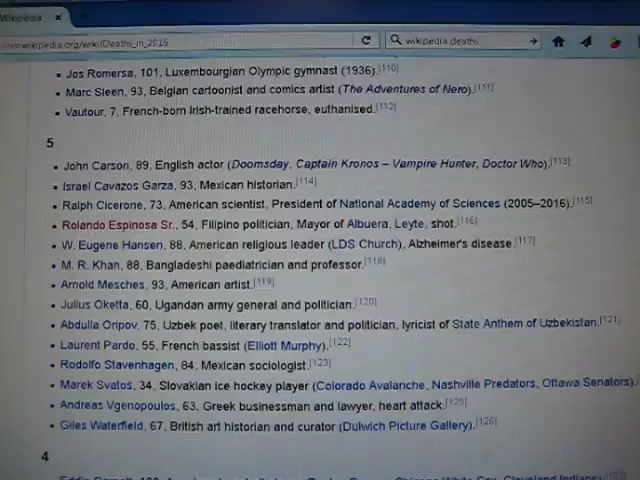 Wikipedia
wikipedia.org/wiki/Deaths_in_2016
wikipedia deaths
Jos Romersa, 101, Luxembourgian Olympic gymnast (1936).[110]
Marc Sleen, 93, Belgian cartoonist and comics artist (The Adventures of Nero).[111]
Vautour, 7, French-born Irish-trained racehorse, euthanised.[112]
5
John Carson, 89, English actor (Doomsday, Captain Kronos – Vampire Hunter, Doctor Who).[113]
Israel Cavazos Garza, 93, Mexican historian.[114]
Ralph Cicerone, 73, American scientist, President of National Academy of Sciences (2005–2016).[115]
Rolando Espinosa Sr., 54, Filipino politician, Mayor of Albuera, Leyte, shot.[116]
W. Eugene Hansen, 88, American religious leader (LDS Church), Alzheimer's disease.[117]
M. R. Khan, 88, Bangladeshi paediatrician and professor.[118]
Arnold Mesches, 93, American artist.[119]
Julius Oketta, 60, Ugandan army general and politician.[120]
Abdulla Oripov, 75, Uzbek poet, literary translator and politician, lyricist of State Anthem of Uzbekistan.[121]
Laurent Pardo, 55, French bassist (Elliott Murphy).[122]
Rodolfo Stavenhagen, 84, Mexican sociologist.[123]
Marek Svatos, 34, Slovakian ice hockey player (Colorado Avalanche, Nashville Predators, Ottawa Senators).
Andreas Vgenopoulos, 63, Greek businessman and lawyer, heart attack.[125]
Giles Waterfield, 67, British art historian and curator (Dulwich Picture Gallery).[126]
4